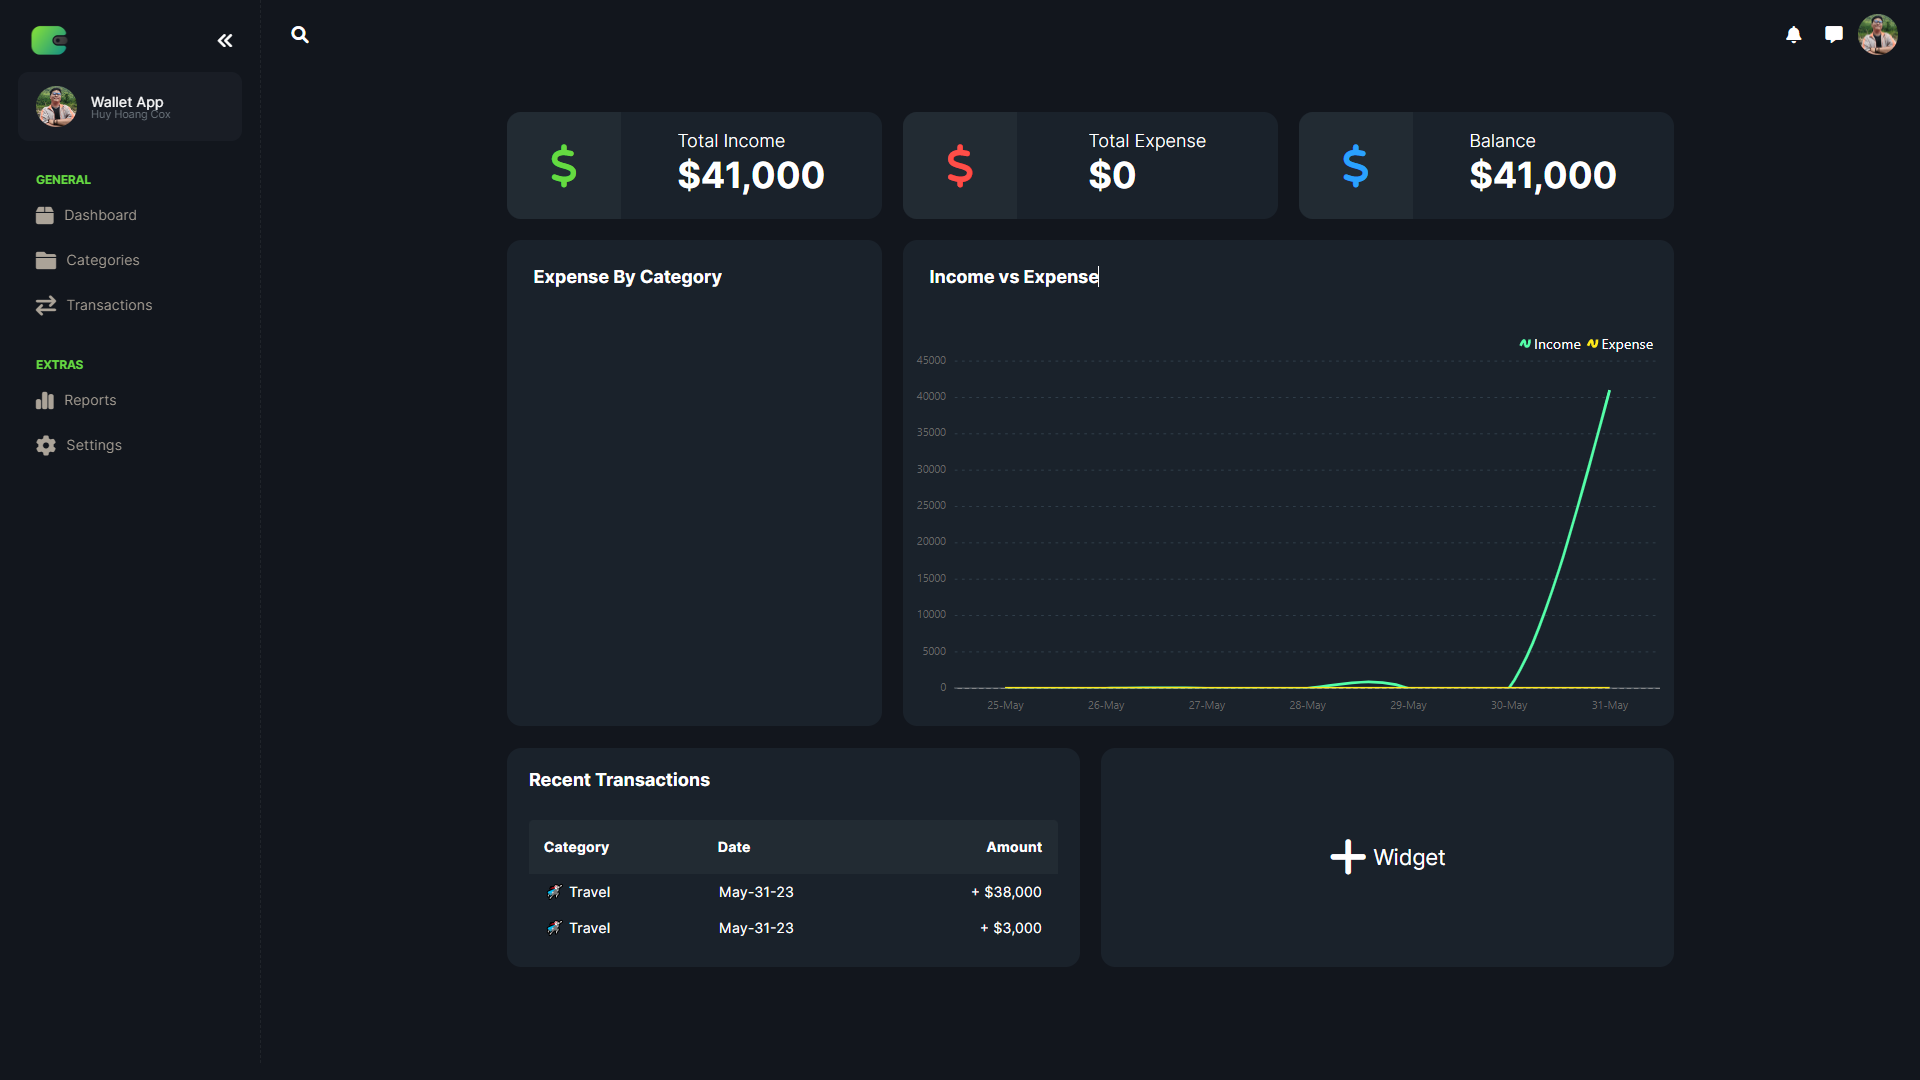 Wallet App
Huy Hoang Cox
GENERAL
Dashboard
Categories
Transactions
EXTRAS
Reports
Settings
Total Income
$41,000
Total Expense
$0
Balance
$41,000
Expense By Category
Income vs Expense
Income Expense
45000
40000
35000
30000
25000
20000
15000
10000
5000
0
25-May 26-May 27-May 28-May 29-May 30-May 31-May
Recent Transactions
Category Date Amount
Travel May-31-23 + $38,000
Travel May-31-23 + $3,000
Widget